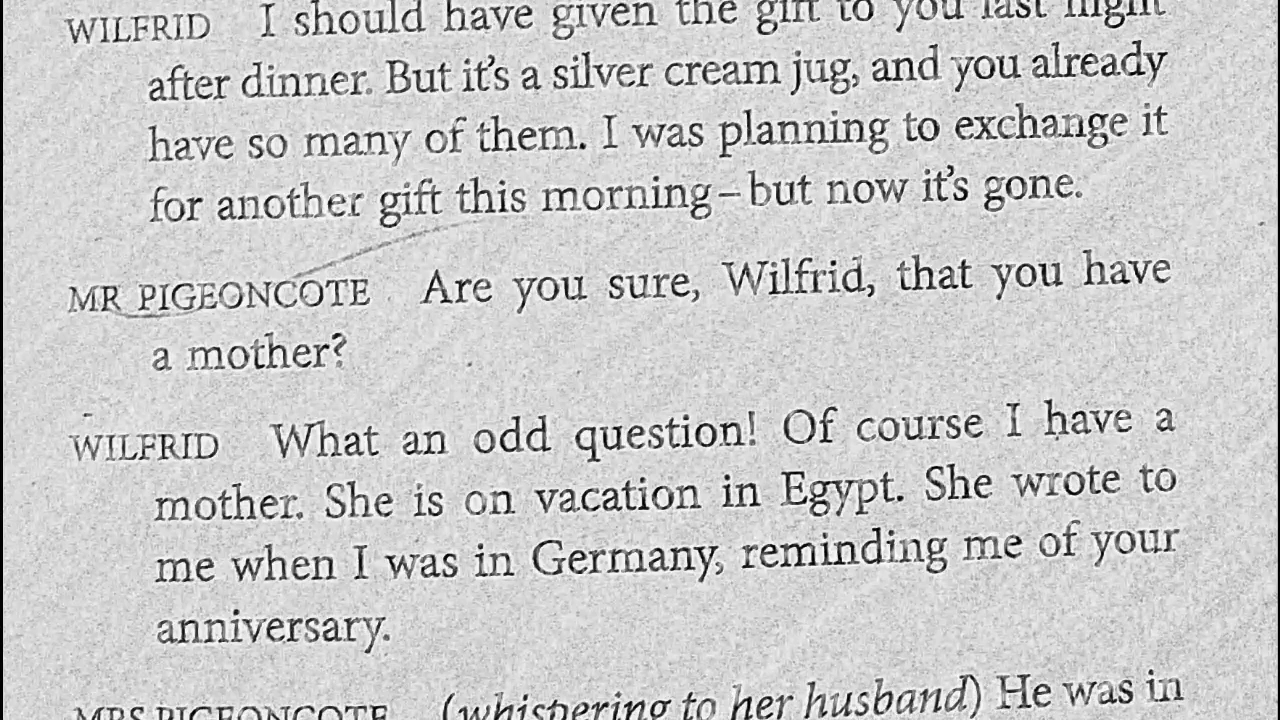 WILFRID I should have given the gift to you last night
after dinner. But it's a silver cream jug, and you already
have so many of them. I was planning to exchange it
for another gift this morning – but now it's gone.
MR PIGEONCOTE Are you sure, Wilfrid, that you have
a mother?
WILFRID What an odd question! Of course I have a
mother. She is on vacation in Egypt. She wrote to
me when I was in Germany, reminding me of your
anniversary.
MRS PIGEONCOTE (whispering to her husband) He was in